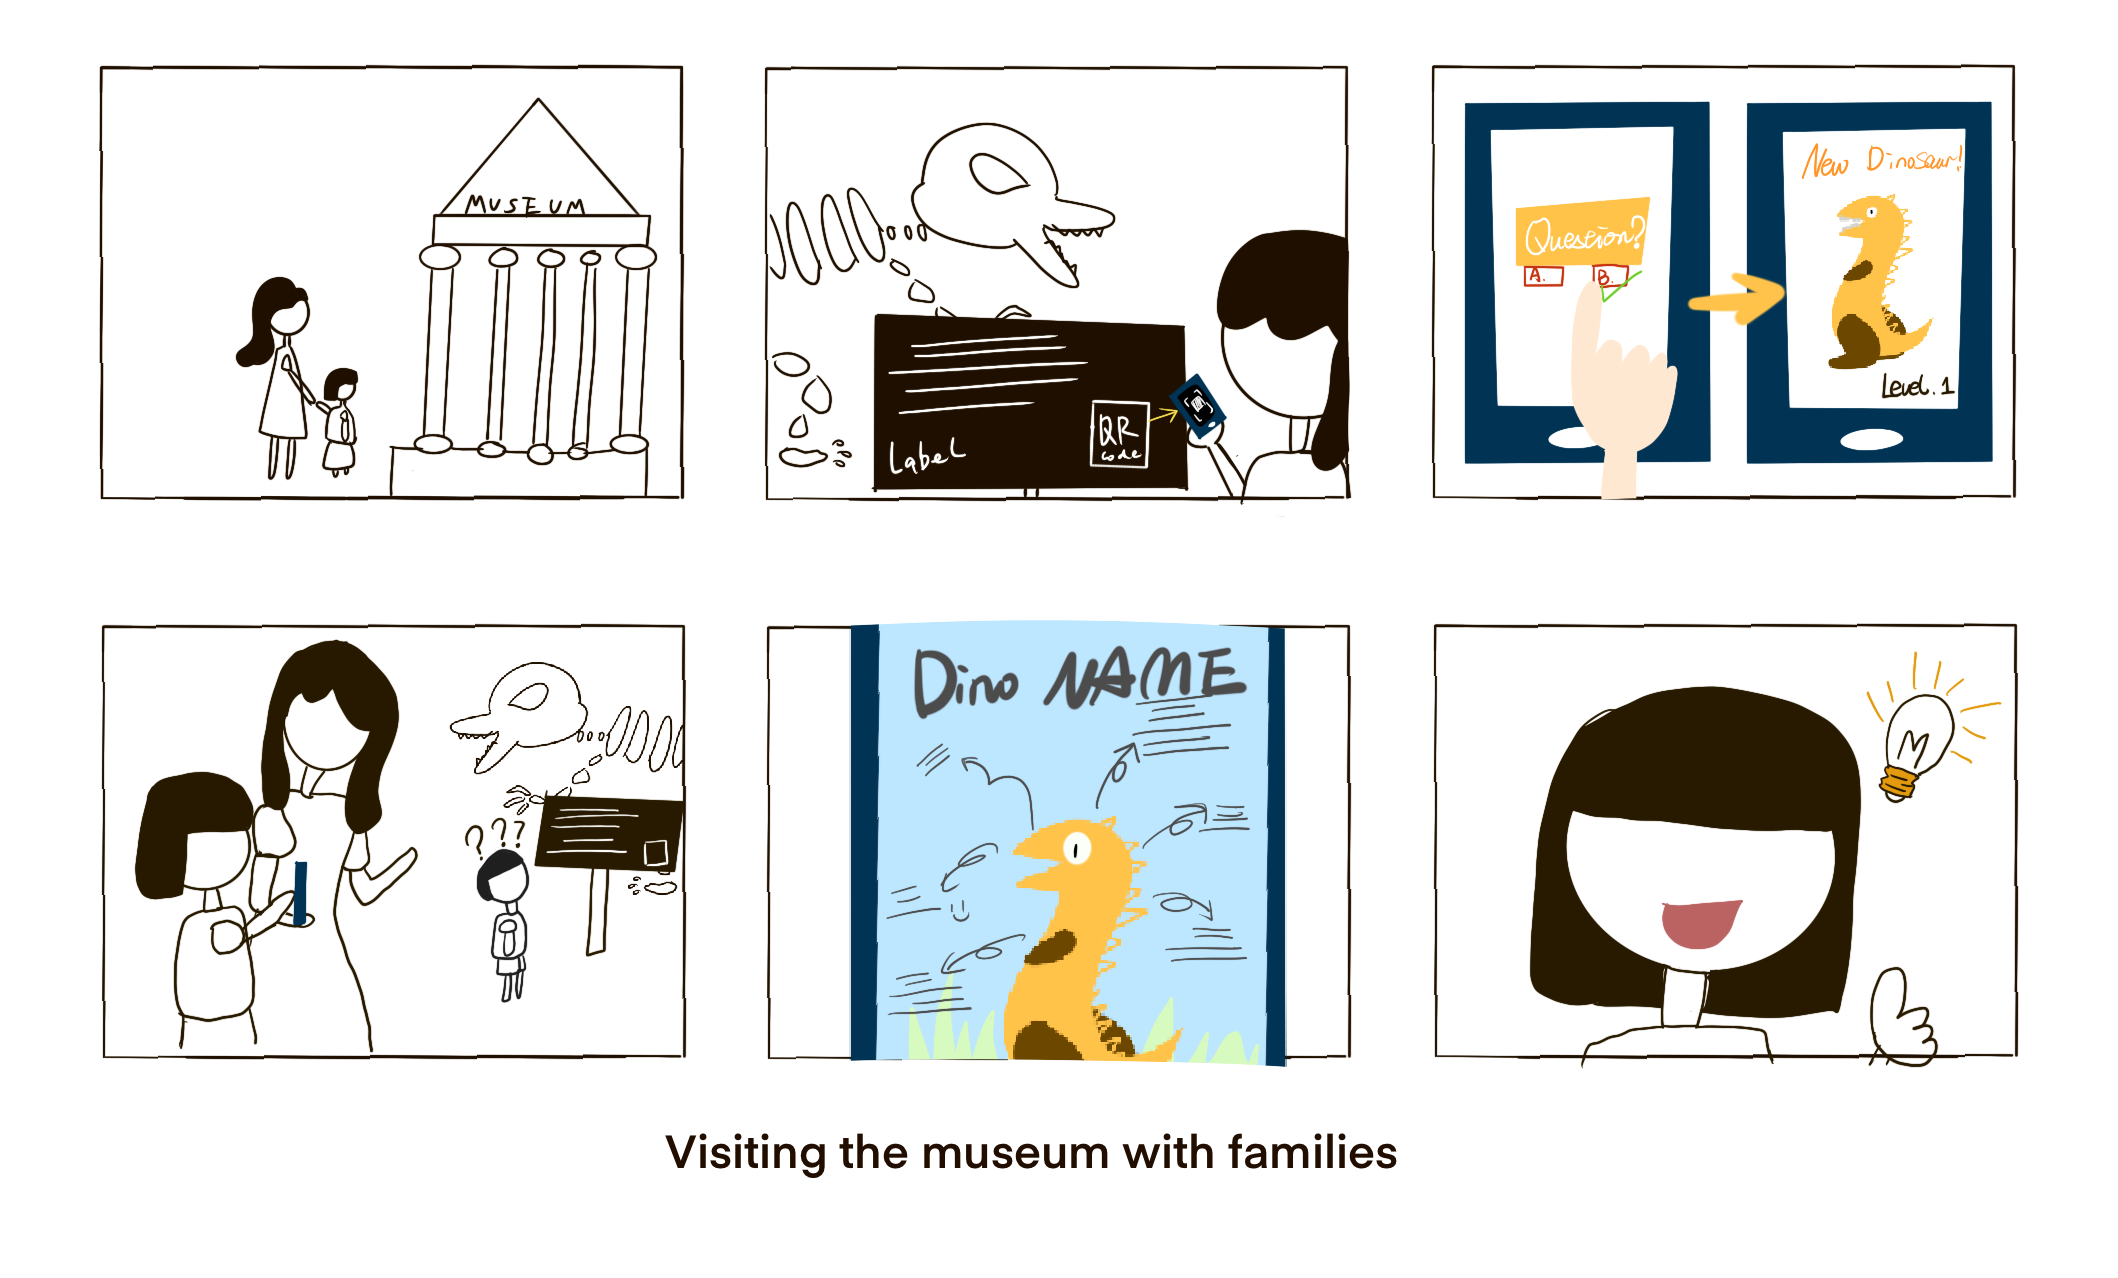 MUSEUM
Label
QR
code
Question?
A.
B.
New Dinosaur!
Level.1
? ? ?
Dino NAME
Visiting the museum with families